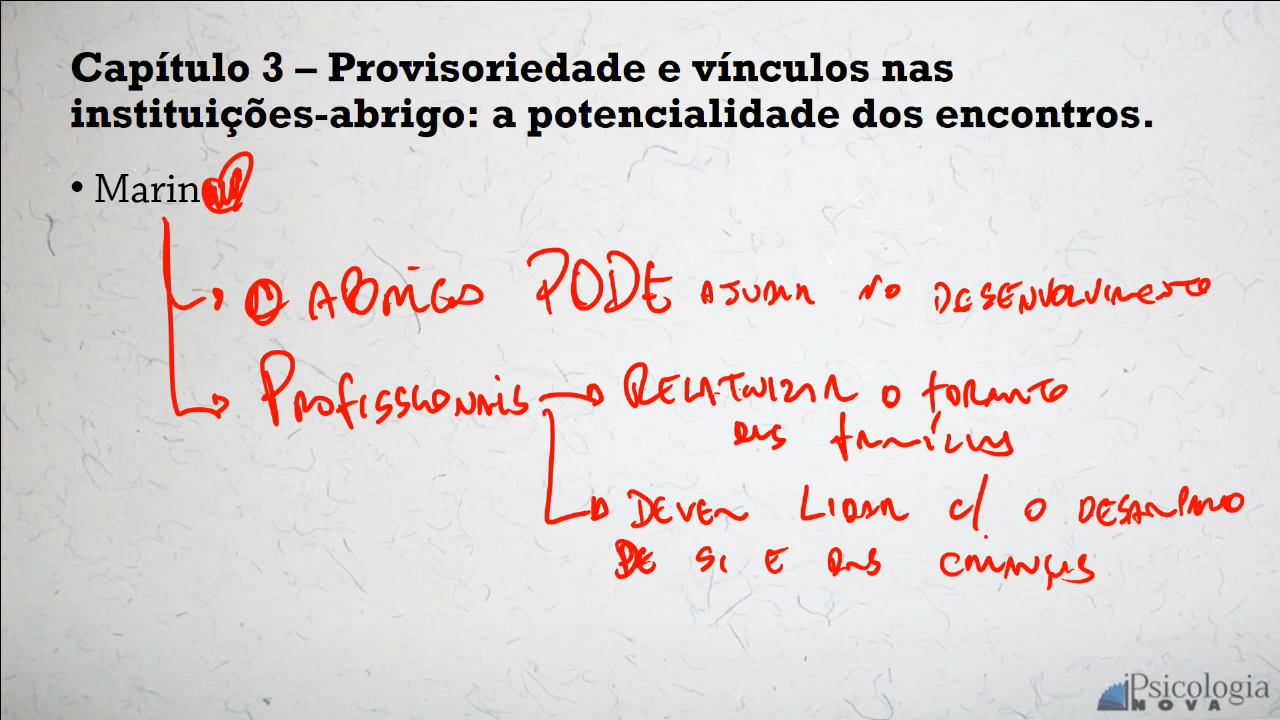 Capítulo 3 – Provisoriedade e vínculos nas
instituições-abrigo: a potencialidade dos encontros.
• Marin
O ABRIGO PODE AJUDAR NO DESENVOLVIMENTO
PROFISSIONAIS → RELATIVIZAR O FORMATO
DAS FAMÍLIAS
→ DEVEM LIDAR C/ O DESAMPARO
DE SI E DAS CRIANÇAS
Psicologia
NOVA